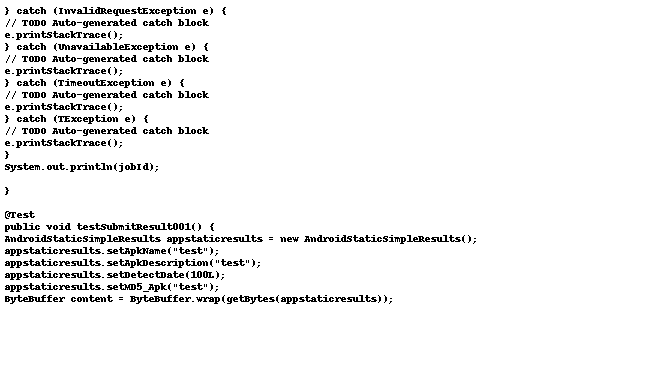 } catch (InvalidRequestException e) {
// TODO Auto-generated catch block
e.printStackTrace();
} catch (UnavailableException e) {
// TODO Auto-generated catch block
e.printStackTrace();
} catch (TimeoutException e) {
// TODO Auto-generated catch block
e.printStackTrace();
} catch (TException e) {
// TODO Auto-generated catch block
e.printStackTrace();
}
System.out.println(jobId);
}
@Test
public void testSubmitResult001() {
AndroidStaticSimpleResults appstaticresults = new AndroidStaticSimpleResults();
appstaticresults.setApkName("test");
appstaticresults.setApkDescription("test");
appstaticresults.setDetectDate(100L);
appstaticresults.setMD5_Apk("test");
ByteBuffer content = ByteBuffer.wrap(getBytes(appstaticresults));